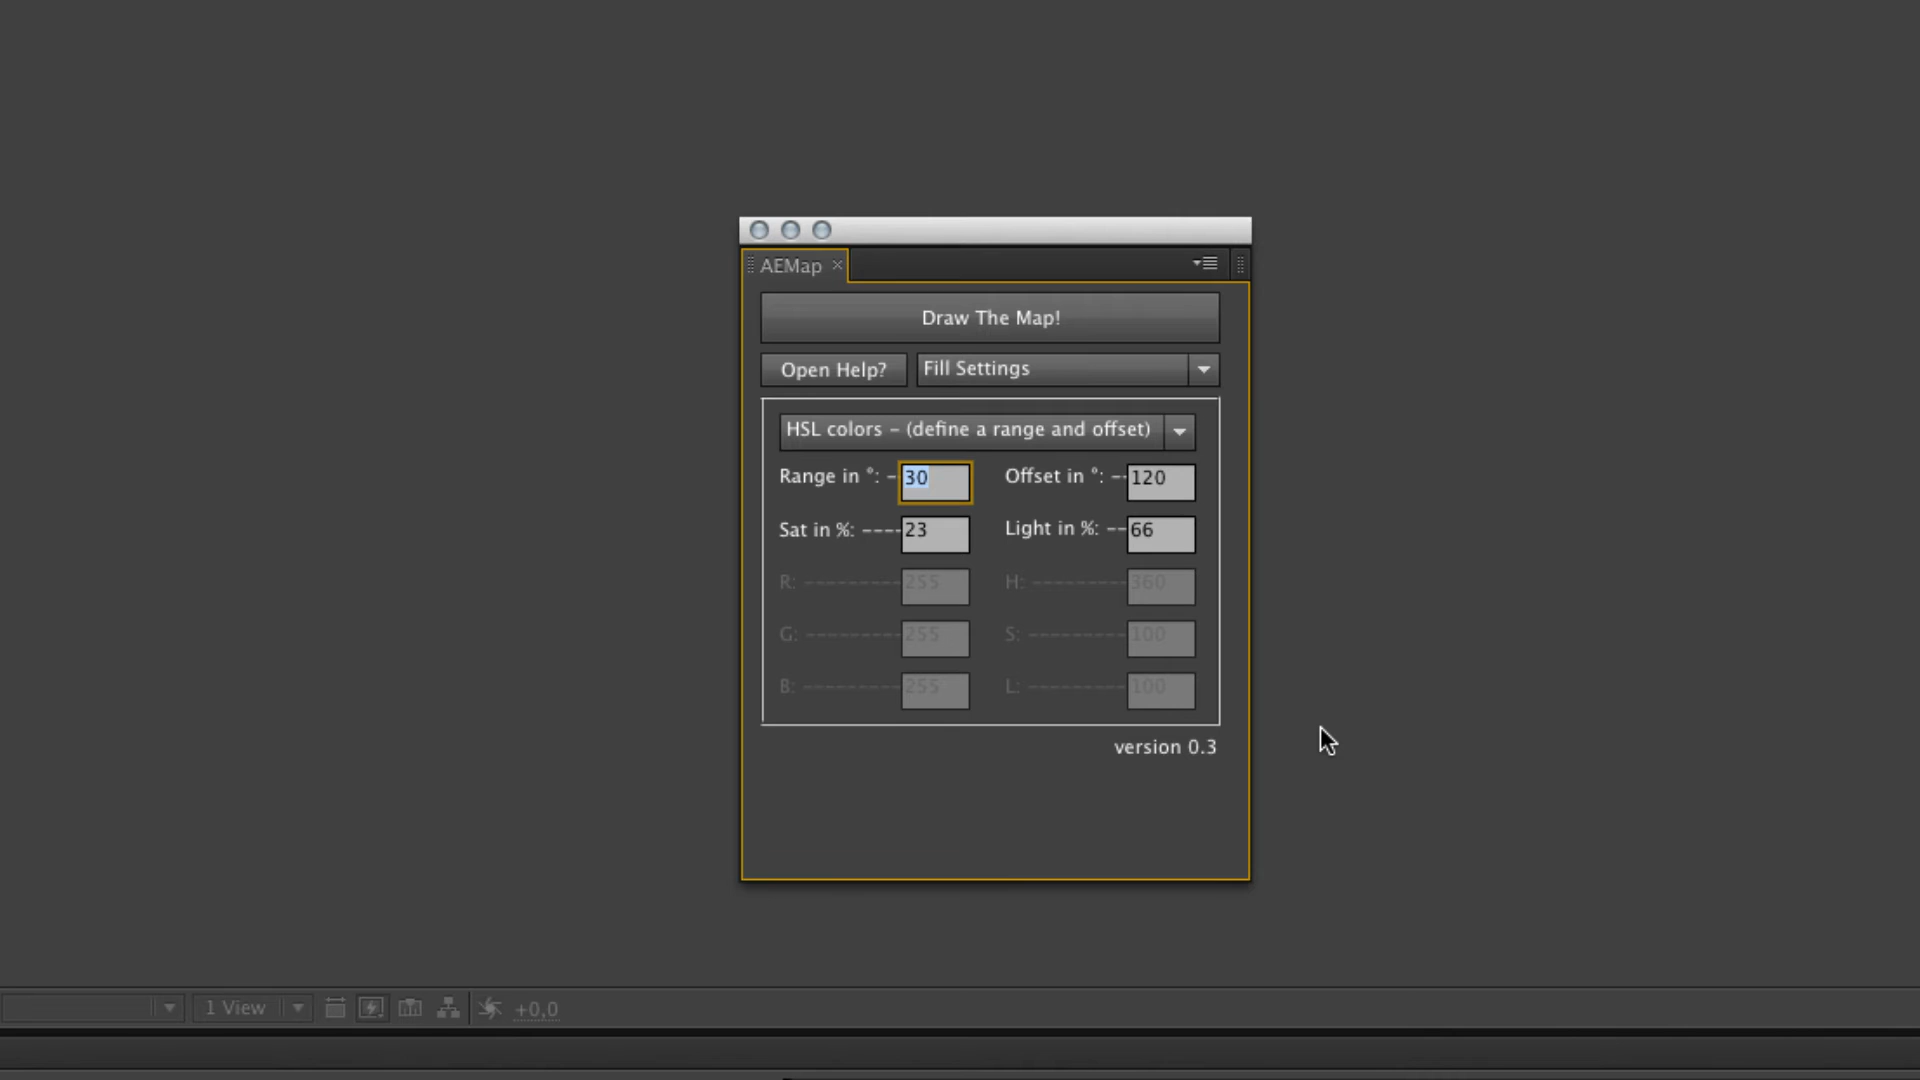 AEMap
Draw The Map!
Open Help? Fill Settings
HSL colors - (define a range and offset)
Range in °: - 30 Offset in °: -- 120
Sat in %: ---- 23 Light in %: -- 66
R: --------- 255 H: --------- 360
G: --------- 255 S: --------- 100
B: --------- 255 L: --------- 100
version 0.3
1 View +0,0